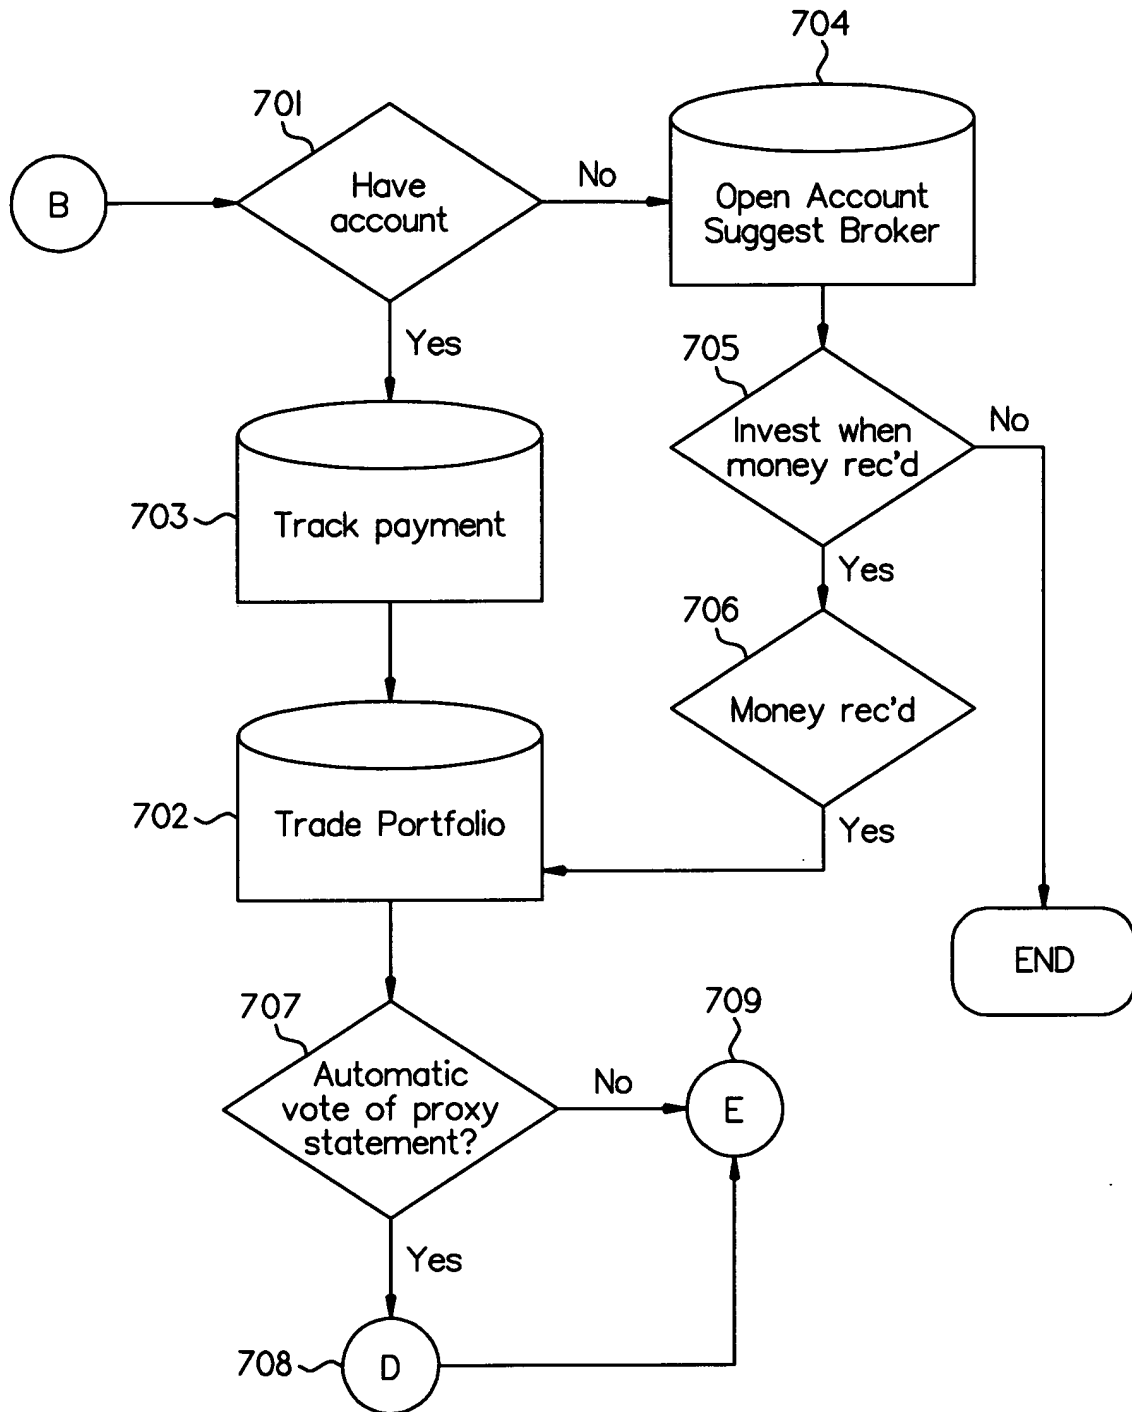 704
701
B
Have
account
No
Open Account
Suggest Broker
Yes
705
Invest when
money rec'd
No
703
Track payment
Yes
706
Money rec'd
702
Trade Portfolio
Yes
END
707
709
Automatic
vote of proxy
statement?
No
E
Yes
708
D